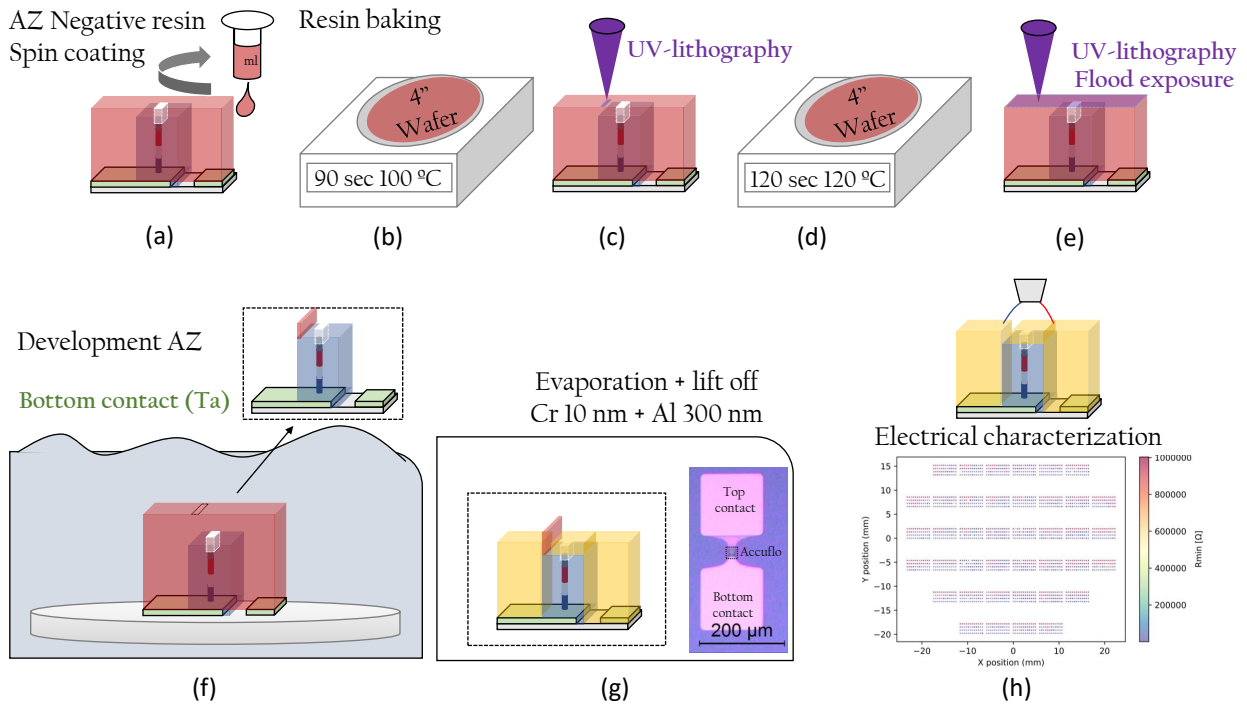 AZ Negative resin
Spin coating
ml
(a)
Resin baking
4”
Wafer
90 sec 100 ºC
(b)
UV-lithography
(c)
4”
Wafer
120 sec 120 ºC
(d)
UV-lithography
Flood exposure
(e)
Development AZ
Bottom contact (Ta)
(f)
Evaporation + lift off
Cr 10 nm + Al 300 nm
Top
contact
Accuflo
Bottom
contact
200 µm
(g)
Electrical characterization
15
10
5
0
−5
−10
−15
−20
Y position (mm)
−20
−10
0
10
20
X position (mm)
1000000
800000
600000
400000
200000
Rmin [Ω]
(h)